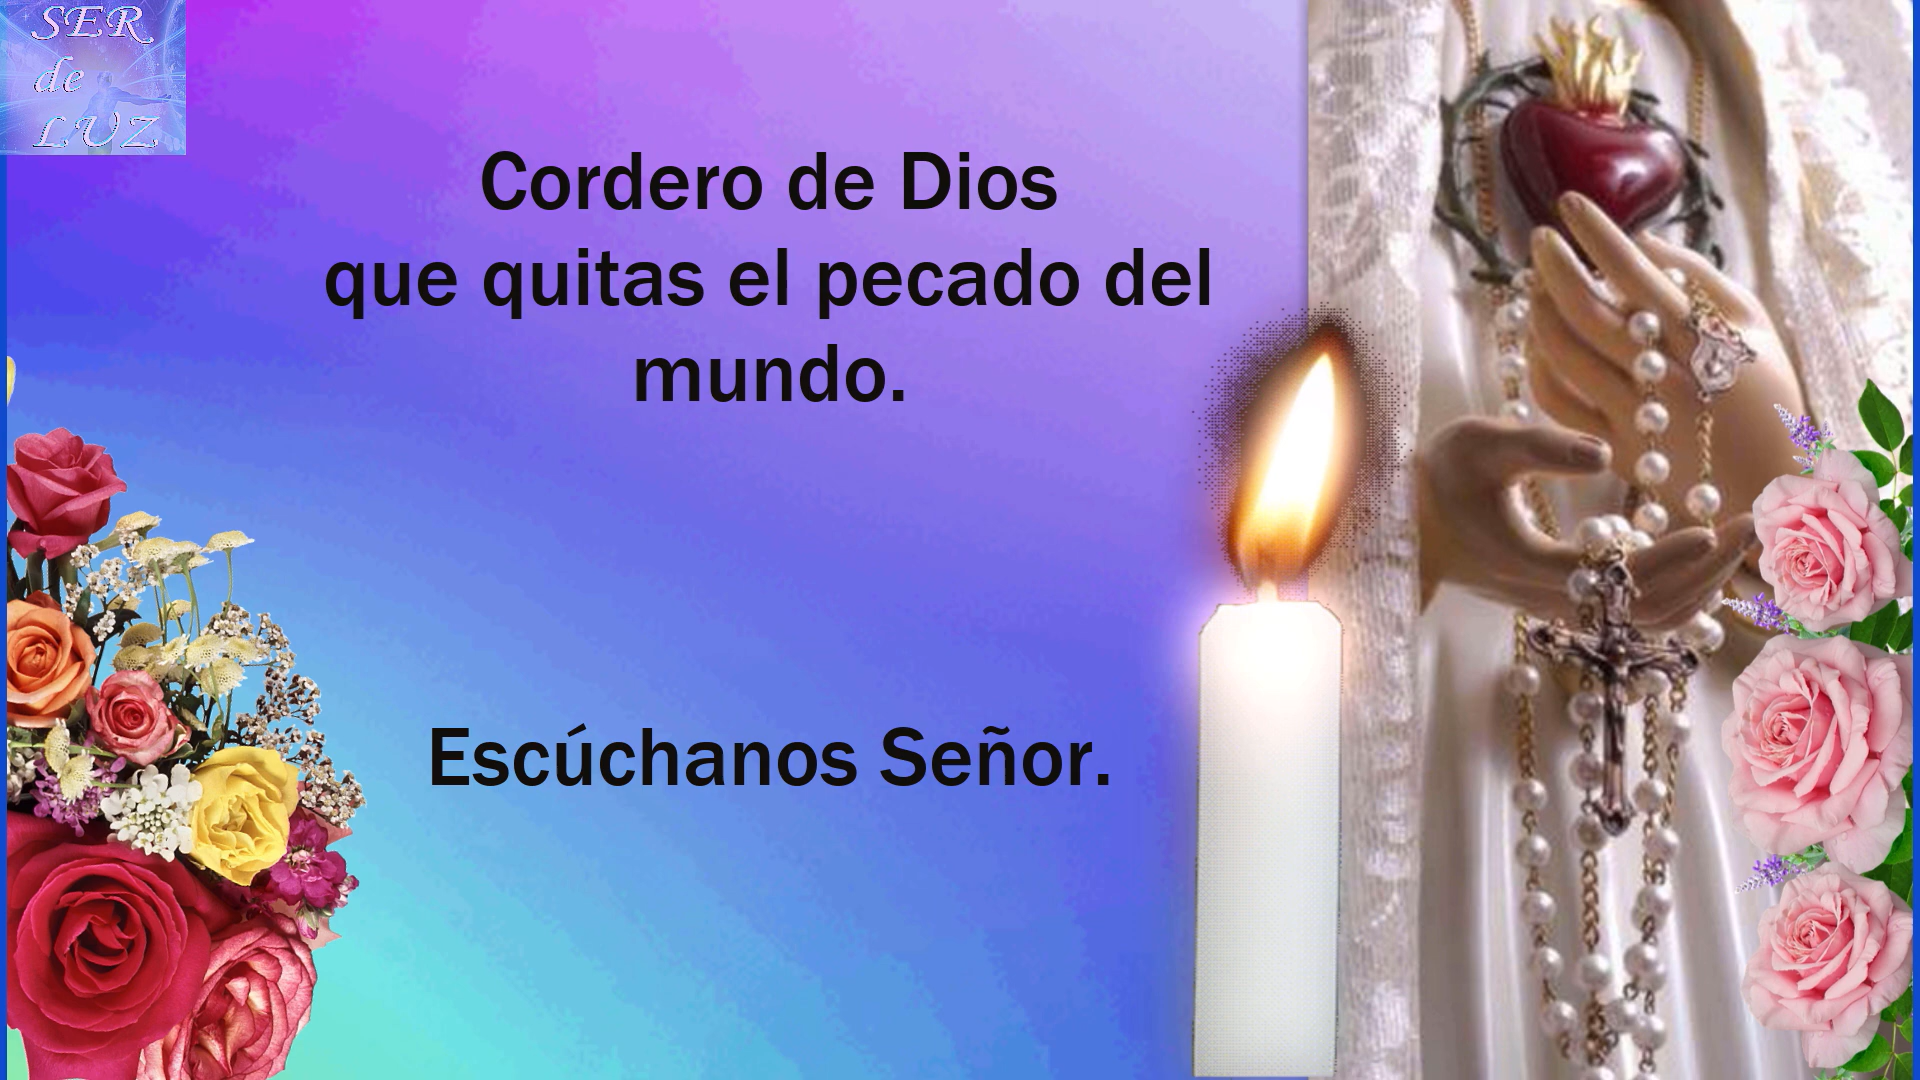 SER
de
LUZ
Cordero de Dios
que quitas el pecado del
mundo.
Escúchanos Señor.